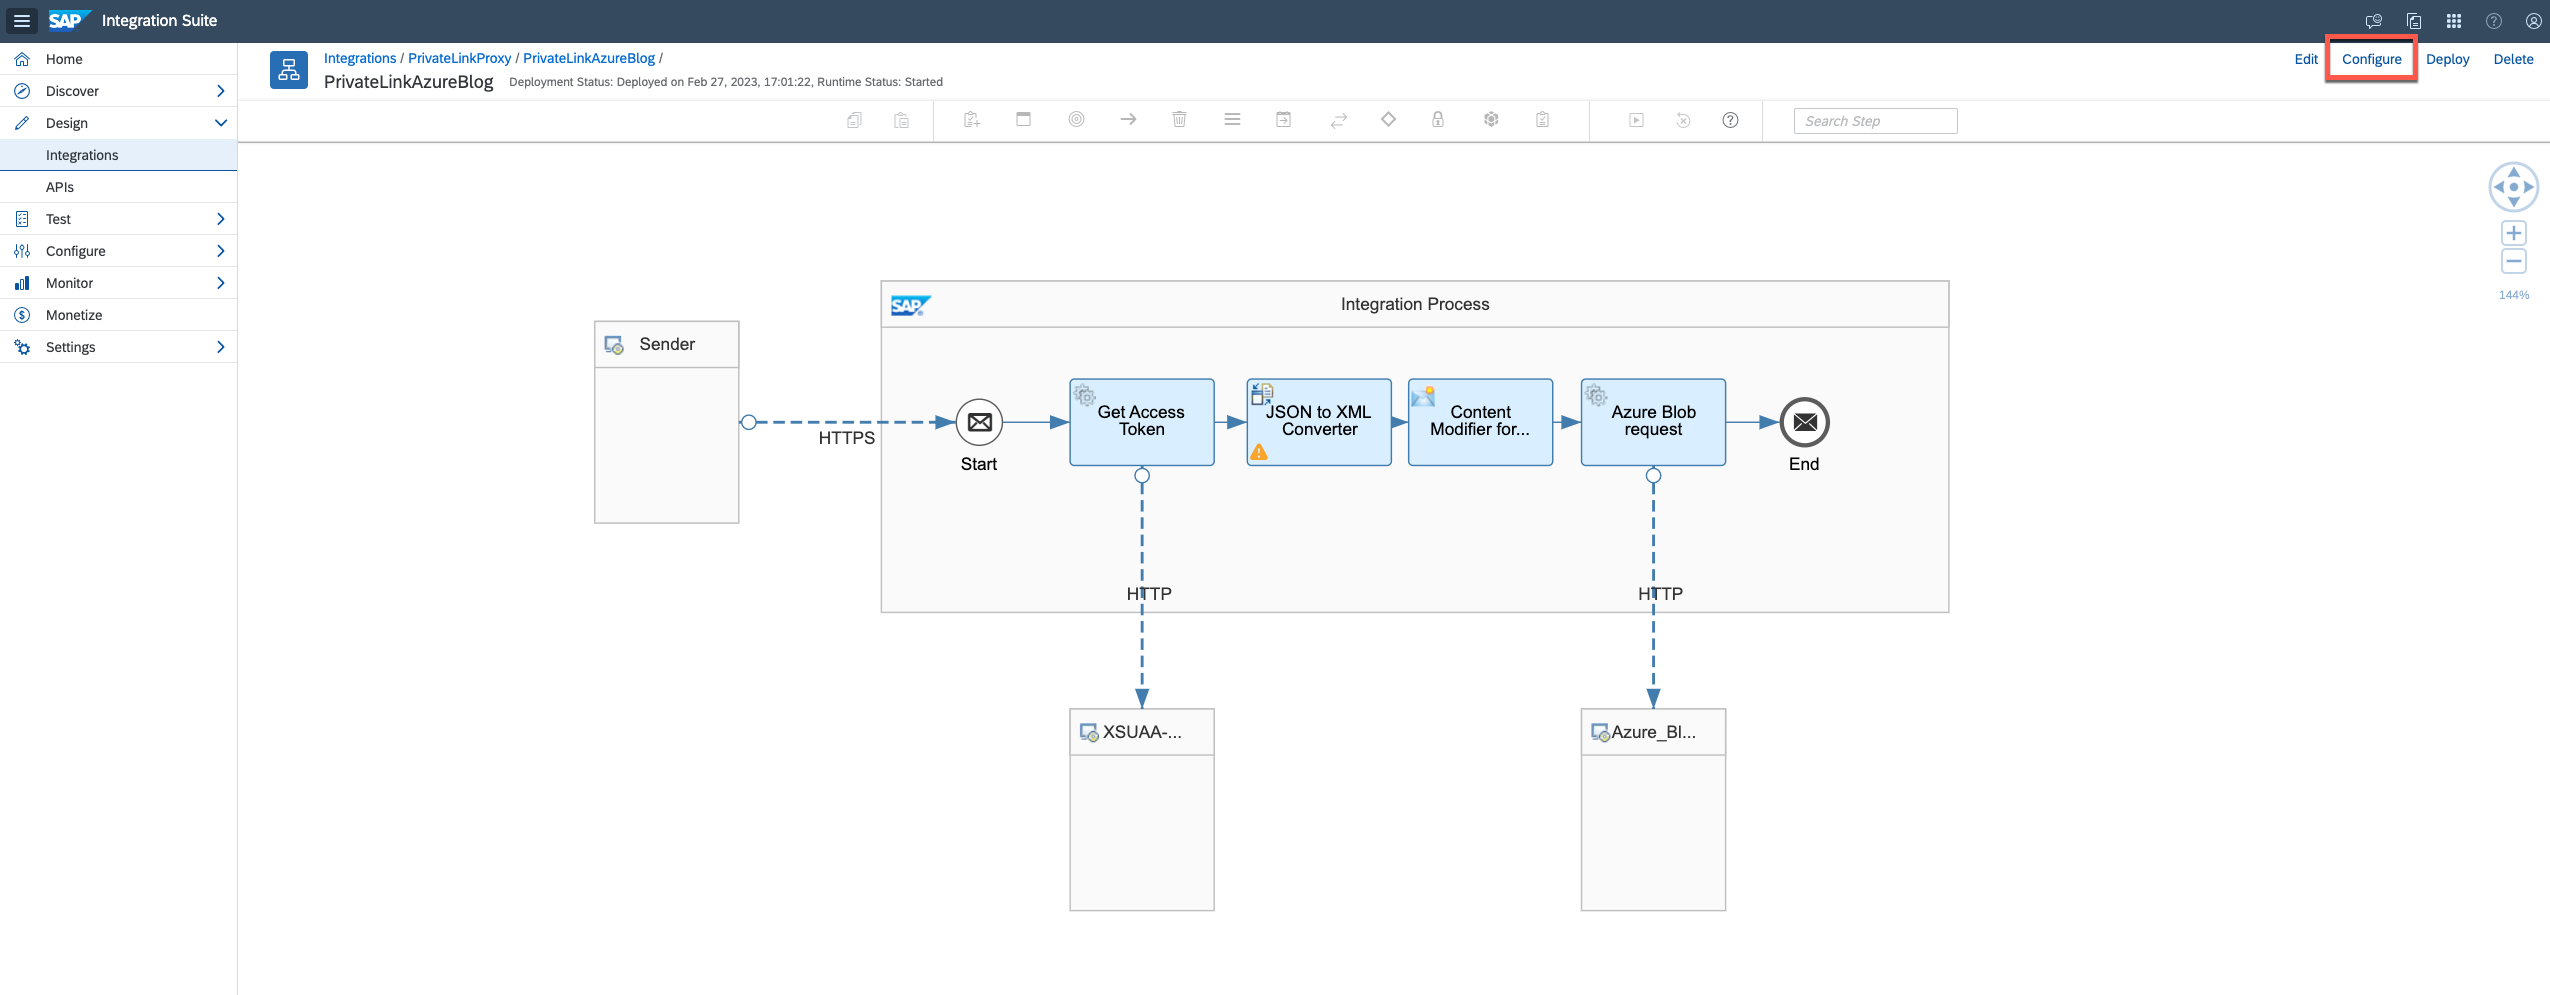 SAP Integration Suite
Home
Discover
Design
Integrations
APIs
Test
Configure
Monitor
Monetize
Settings
Integrations / PrivateLinkProxy / PrivateLinkAzureBlog /
PrivateLinkAzureBlog Deployment Status: Deployed on Feb 27, 2023, 17:01:22, Runtime Status: Started
Edit Configure Deploy Delete
Search Step
144%
SAP Integration Process
Sender
HTTPS
Start
Get Access
Token
JSON to XML
Converter
Content
Modifier for...
Azure Blob
request
End
HTTP
HTTP
XSUAA-...
Azure_Bl...